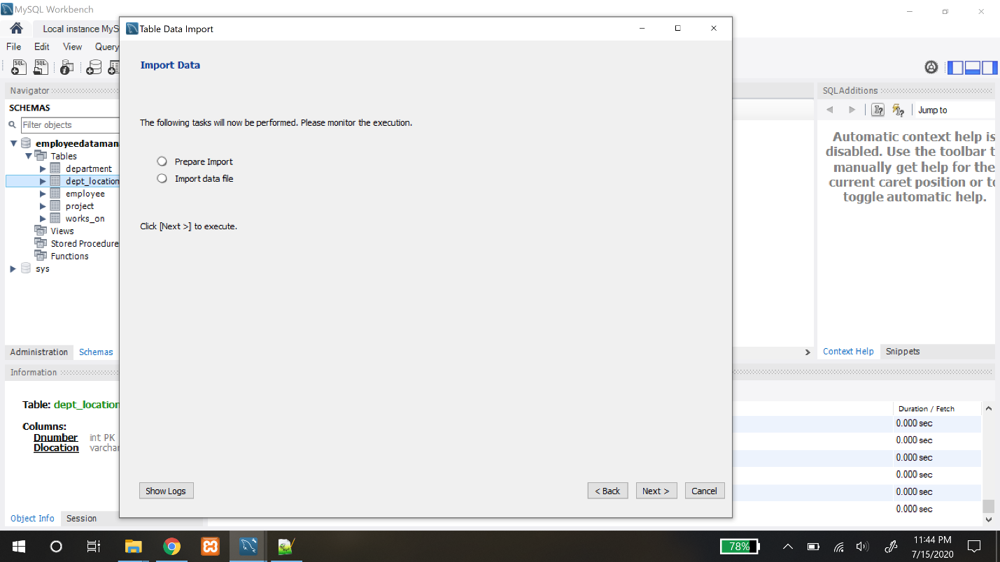 MySQL Workbench
Local instance MyS
File Edit View Query
Navigator
SCHEMAS
Filter objects
employeedataman
Tables
department
dept_location
employee
project
works_on
Views
Stored Procedure
Functions
sys
Administration Schemas
Information
Table: dept_location
Columns:
Dnumber int PK
Dlocation varchar
Object Info Session
Table Data Import
Import Data
The following tasks will now be performed. Please monitor the execution.
Prepare Import
Import data file
Click [Next >] to execute.
Show Logs
< Back Next > Cancel
SQLAdditions
Jump to
Automatic context help is
disabled. Use the toolbar t
manually get help for the
current caret position or to
toggle automatic help.
Context Help Snippets
Duration / Fetch
0.000 sec
0.000 sec
0.000 sec
0.000 sec
0.000 sec
0.000 sec
78%
11:44 PM
7/15/2020